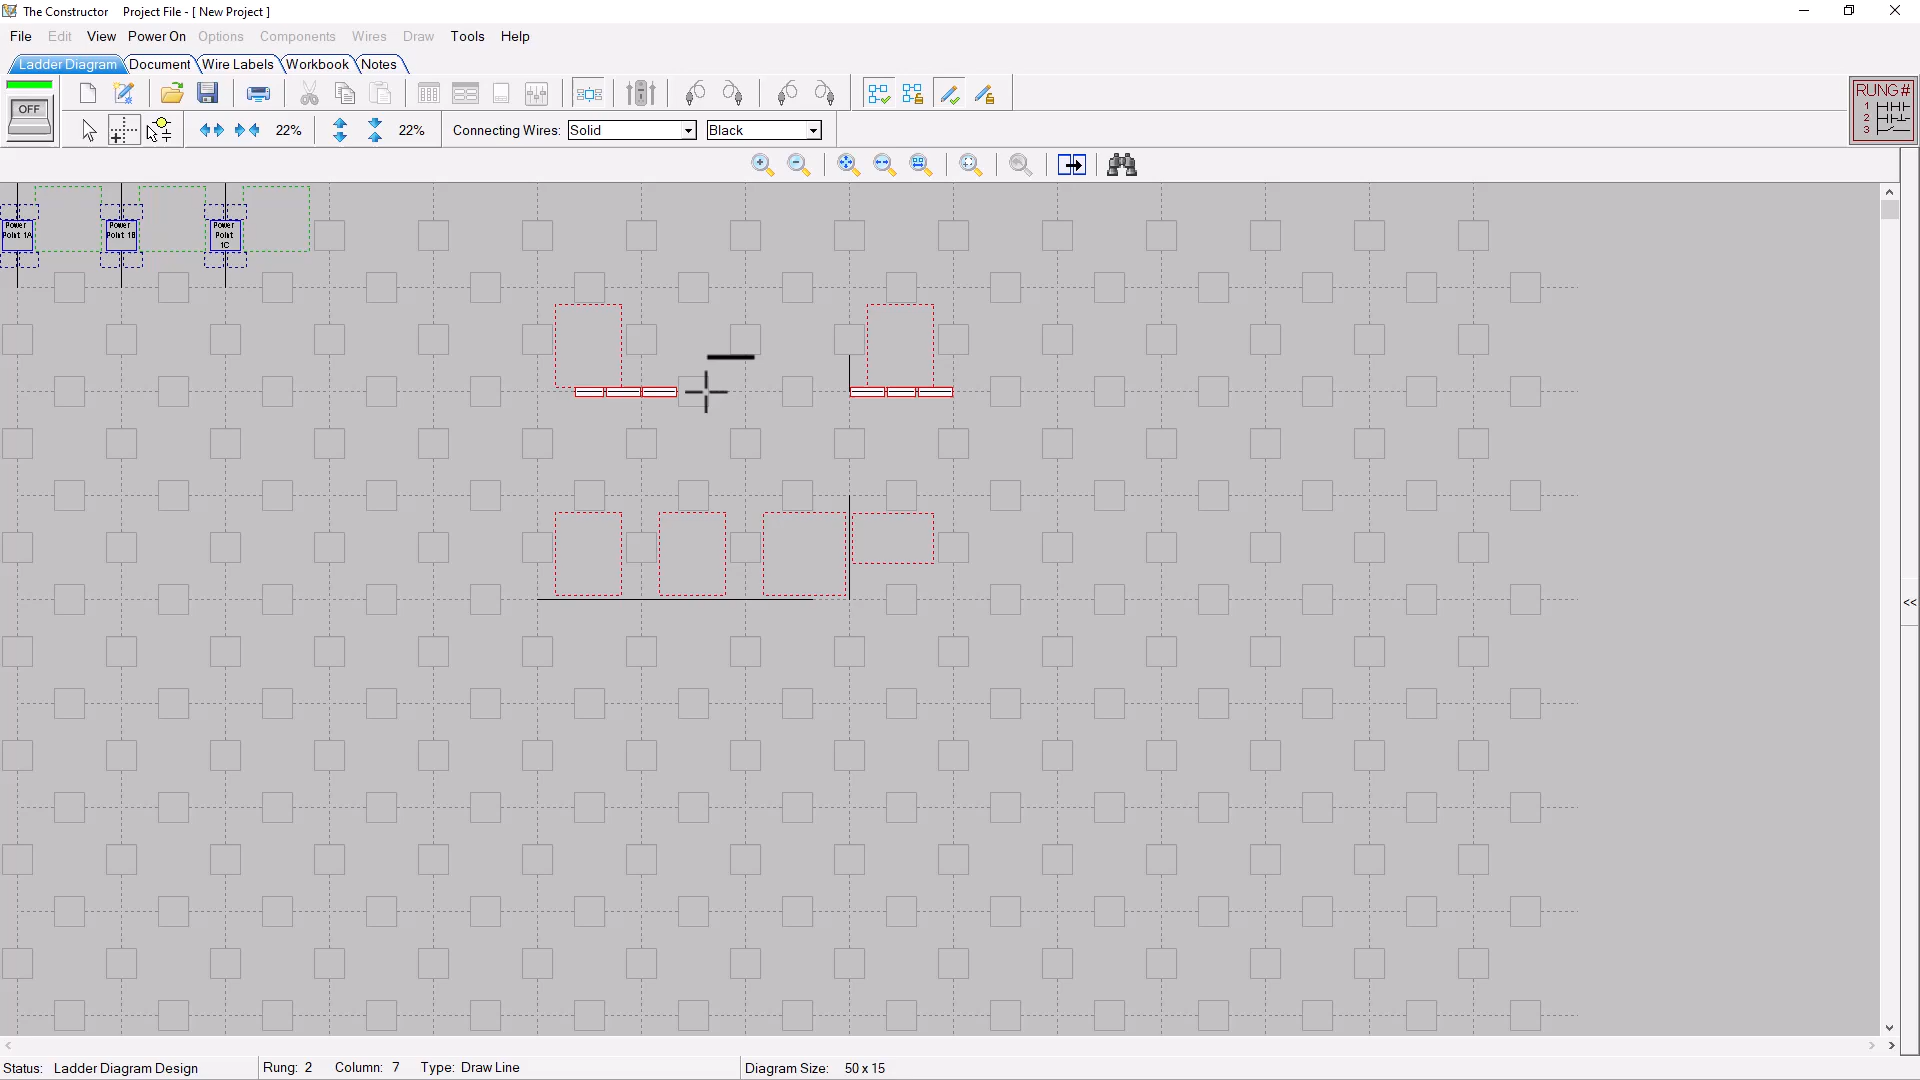 The Constructor Project File - [ New Project ]
File Edit View Power On Options Components Wires Draw Tools Help
Ladder Diagram Document Wire Labels Workbook Notes
OFF
RUNG#
1
2
3
22% 22% Connecting Wires: Solid Black
Power Point 1A
Power Point 1B
Power Point 1C
<<
Status: Ladder Diagram Design Rung: 2 Column: 7 Type: Draw Line Diagram Size: 50 x 15